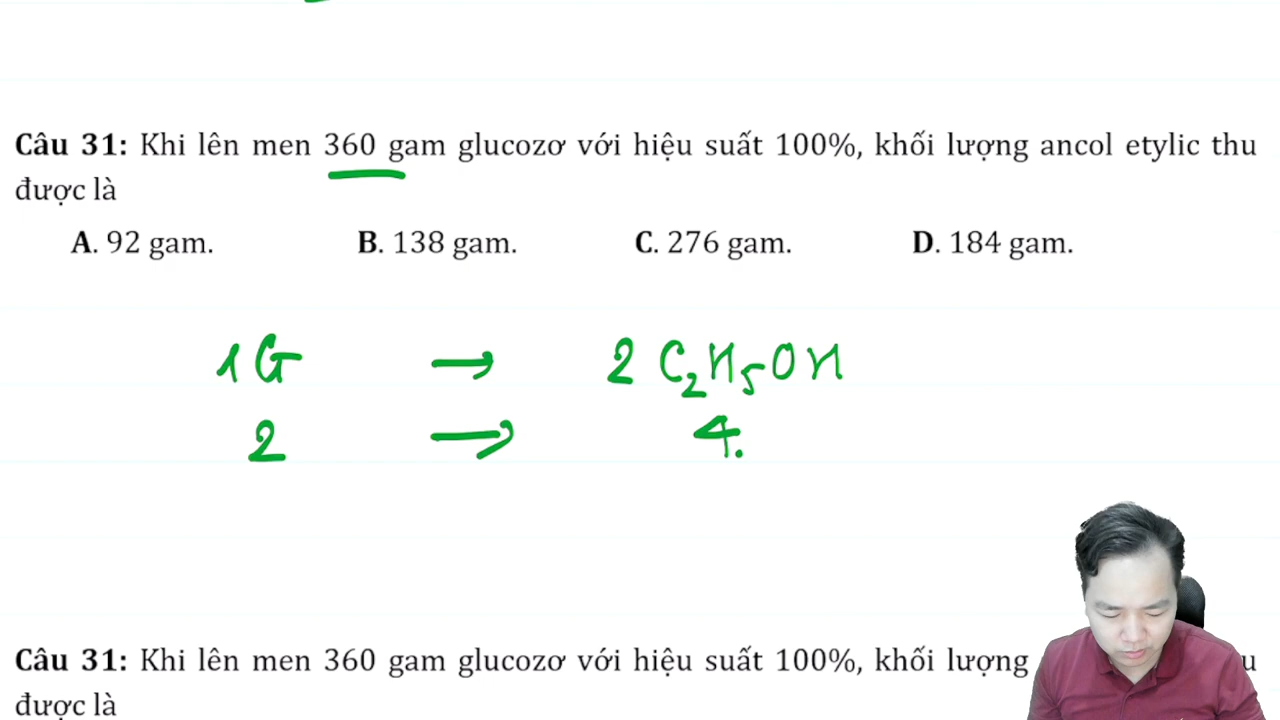 Câu 31: Khi lên men 360 gam glucozơ với hiệu suất 100%, khối lượng ancol etylic thu
được là
A. 92 gam. B. 138 gam. C. 276 gam. D. 184 gam.
1G → 2 C₂H₅OH
2 → 4.
Câu 31: Khi lên men 360 gam glucozơ với hiệu suất 100%, khối lượng u
được là